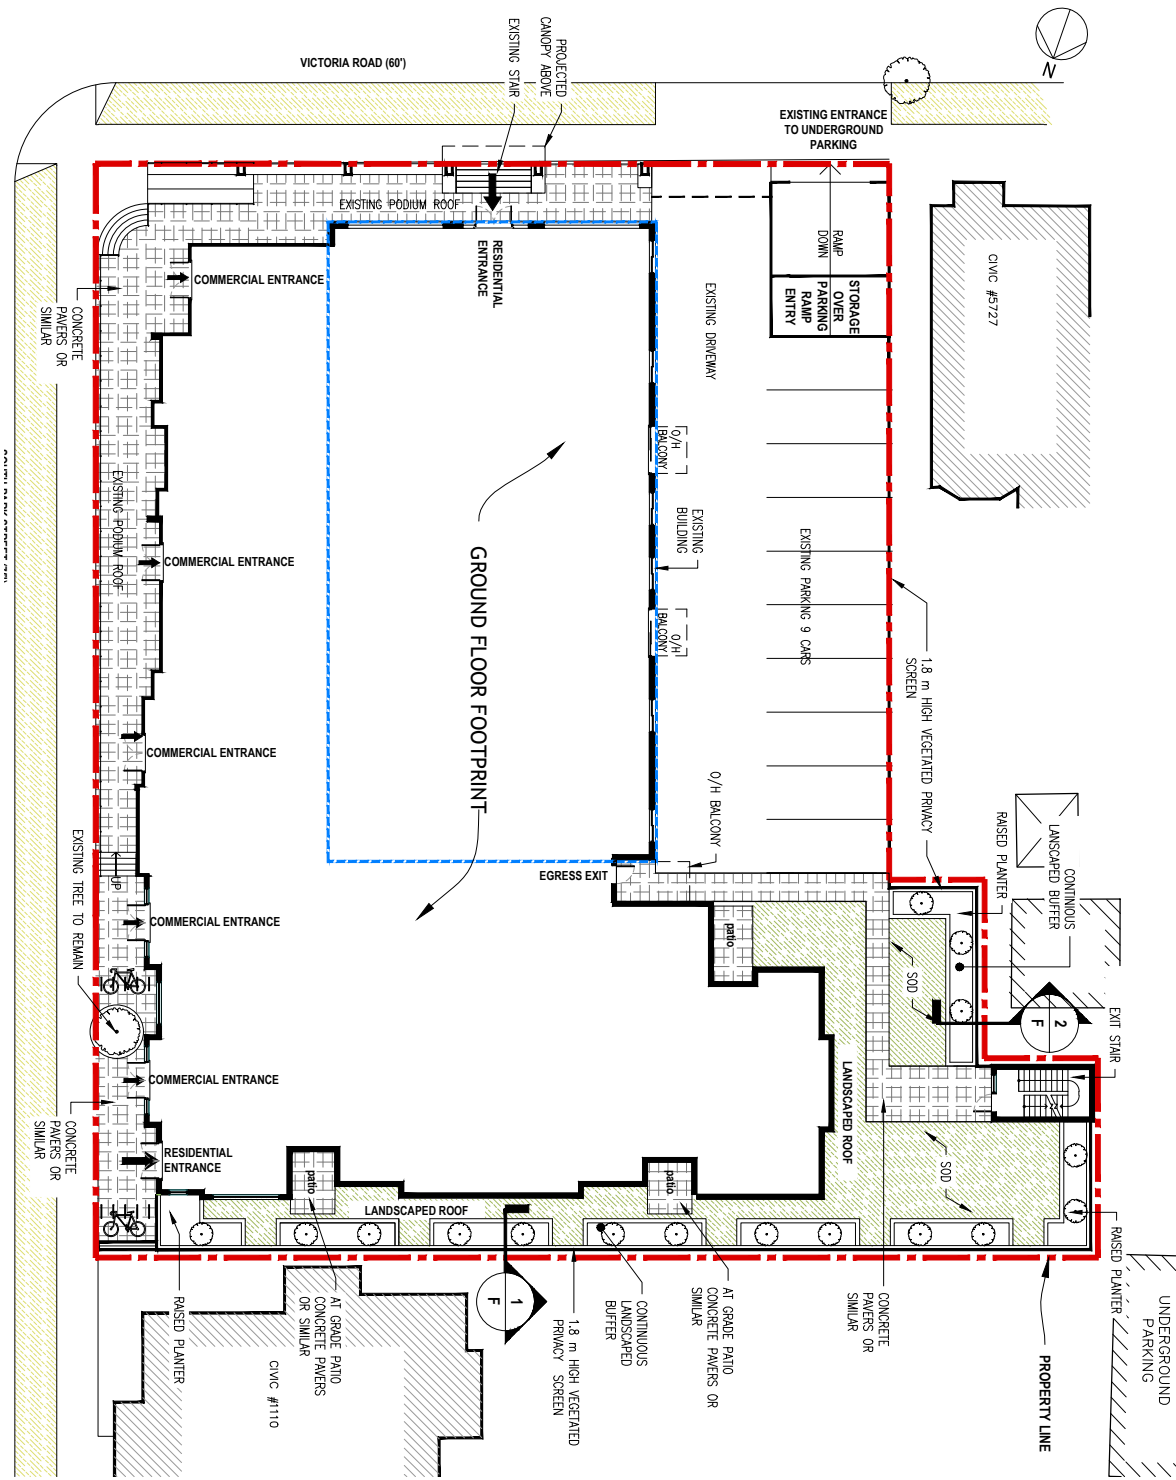 VICTORIA ROAD (60')
PROJECTED
CANOPY ABOVE
EXISTING STAIR
N
EXISTING ENTRANCE
TO UNDERGROUND
PARKING
EXISTING PODIUM ROOF
RESIDENTIAL
ENTRANCE
RAMP
DOWN
STORAGE
OVER
PARKING
RAMP
ENTRY
CIVIC #5727
COMMERCIAL ENTRANCE
CONCRETE
PAVERS OR
SIMILAR
EXISTING DRIVEWAY
O/H
BALCONY
EXISTING
BUILDING
O/H
BALCONY
EXISTING PARKING 9 CARS
1.8 m HIGH VEGETATED PRIVACY
SCREEN
EXISTING PODIUM ROOF
COMMERCIAL ENTRANCE
GROUND FLOOR FOOTPRINT
COMMERCIAL ENTRANCE
UP
EXISTING TREE TO REMAIN
O/H BALCONY
EGRESS EXIT
RAISED PLANTER
CONTINIOUS
LANSCAPED BUFFER
COMMERCIAL ENTRANCE
patio
SOD
2
F
EXIT STAIR
COMMERCIAL ENTRANCE
LANDSCAPED ROOF
CONCRETE
PAVERS OR
SIMILAR
RESIDENTIAL
ENTRANCE
patio
patio
SOD
LANDSCAPED ROOF
RAISED PLANTER
RAISED PLANTER
AT GRADE PATIO
CONCRETE PAVERS
OR SIMILAR
1
F
1.8 m HIGH VEGETATED
PRIVACY SCREEN
CONTINUOUS
LANDSCAPED
BUFFER
AT GRADE PATIO
CONCRETE PAVERS OR
SIMILAR
CONCRETE
PAVERS OR
SIMILAR
PROPERTY LINE
UNDERGROUND
PARKING
CIVIC #1110